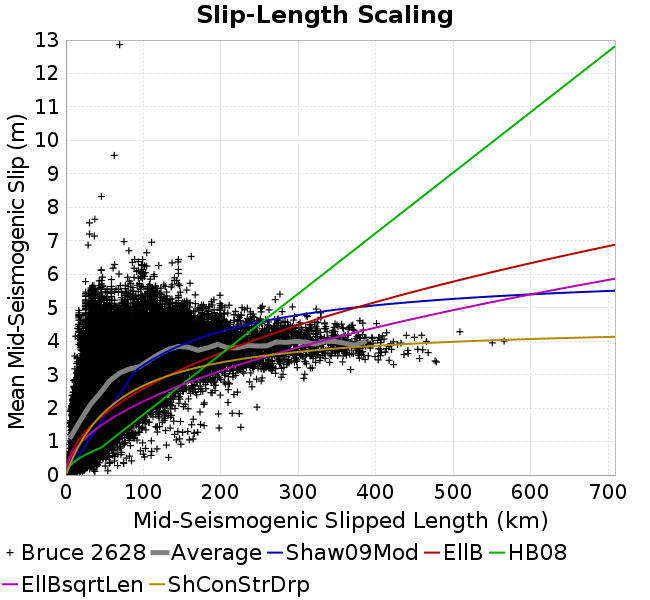 Slip-Length Scaling
Mean Mid-Seismogenic Slip (m)
13
12
11
10
9
8
7
6
5
4
3
2
1
0
0 100 200 300 400 500 600 700
Mid-Seismogenic Slipped Length (km)
Bruce 2628 Average Shaw09Mod EllB HB08
EllBsqrtLen ShConStrDrp